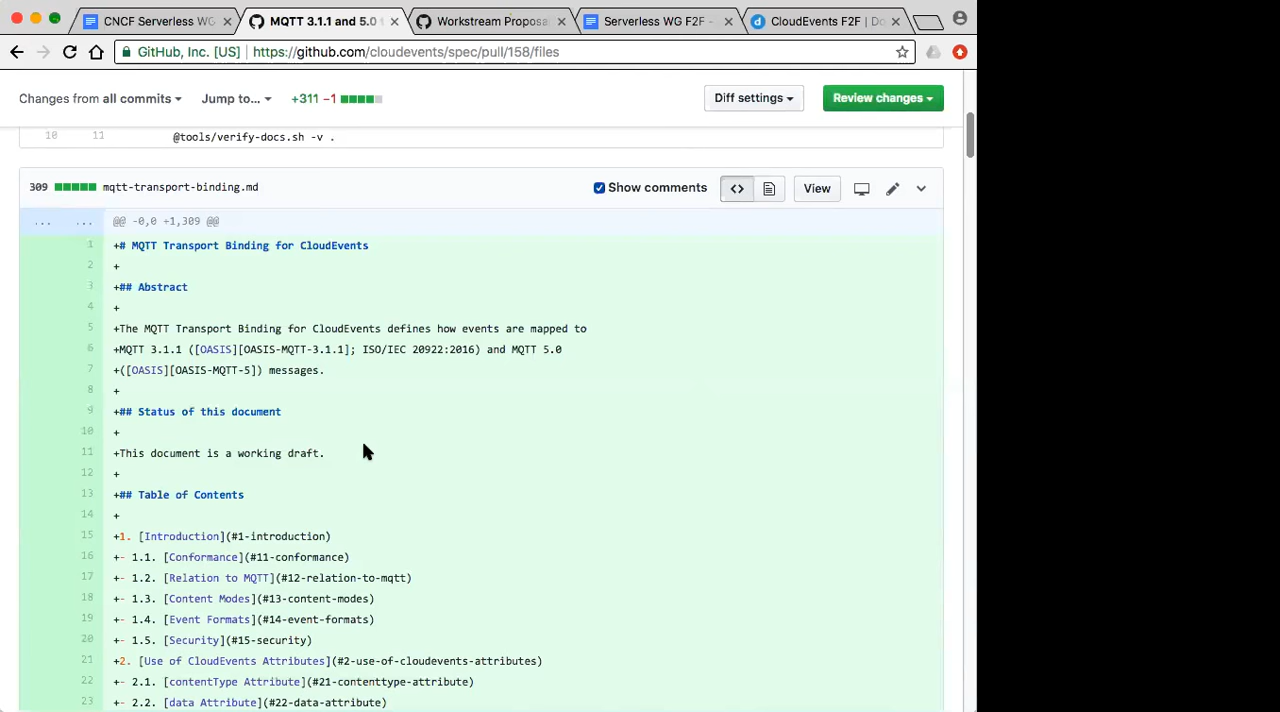 CNCF Serverless WG
MQTT 3.1.1 and 5.0
Workstream Proposa
Serverless WG F2F -
CloudEvents F2F | Do
GitHub, Inc. [US] https://github.com/cloudevents/spec/pull/158/files
Changes from all commits Jump to... +311 −1 Diff settings Review changes
10 11 @tools/verify-docs.sh -v .
309 mqtt-transport-binding.md Show comments <> View
... ... @@ -0,0 +1,309 @@
1 +# MQTT Transport Binding for CloudEvents
2 +
3 +## Abstract
4 +
5 +The MQTT Transport Binding for CloudEvents defines how events are mapped to
6 +MQTT 3.1.1 ([OASIS][OASIS-MQTT-3.1.1]; ISO/IEC 20922:2016) and MQTT 5.0
7 +([OASIS][OASIS-MQTT-5]) messages.
8 +
9 +## Status of this document
10 +
11 +This document is a working draft.
12 +
13 +## Table of Contents
14 +
15 +1. [Introduction](#1-introduction)
16 +- 1.1. [Conformance](#11-conformance)
17 +- 1.2. [Relation to MQTT](#12-relation-to-mqtt)
18 +- 1.3. [Content Modes](#13-content-modes)
19 +- 1.4. [Event Formats](#14-event-formats)
20 +- 1.5. [Security](#15-security)
21 +2. [Use of CloudEvents Attributes](#2-use-of-cloudevents-attributes)
22 +- 2.1. [contentType Attribute](#21-contenttype-attribute)
23 +- 2.2. [data Attribute](#22-data-attribute)